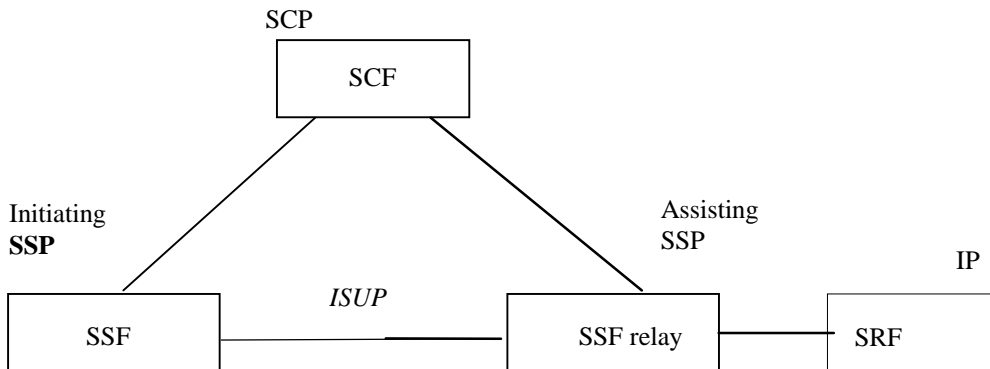 SCP
SCF
Initiating
SSP
Assisting
SSP
IP
ISUP
SSF
SSF relay
SRF